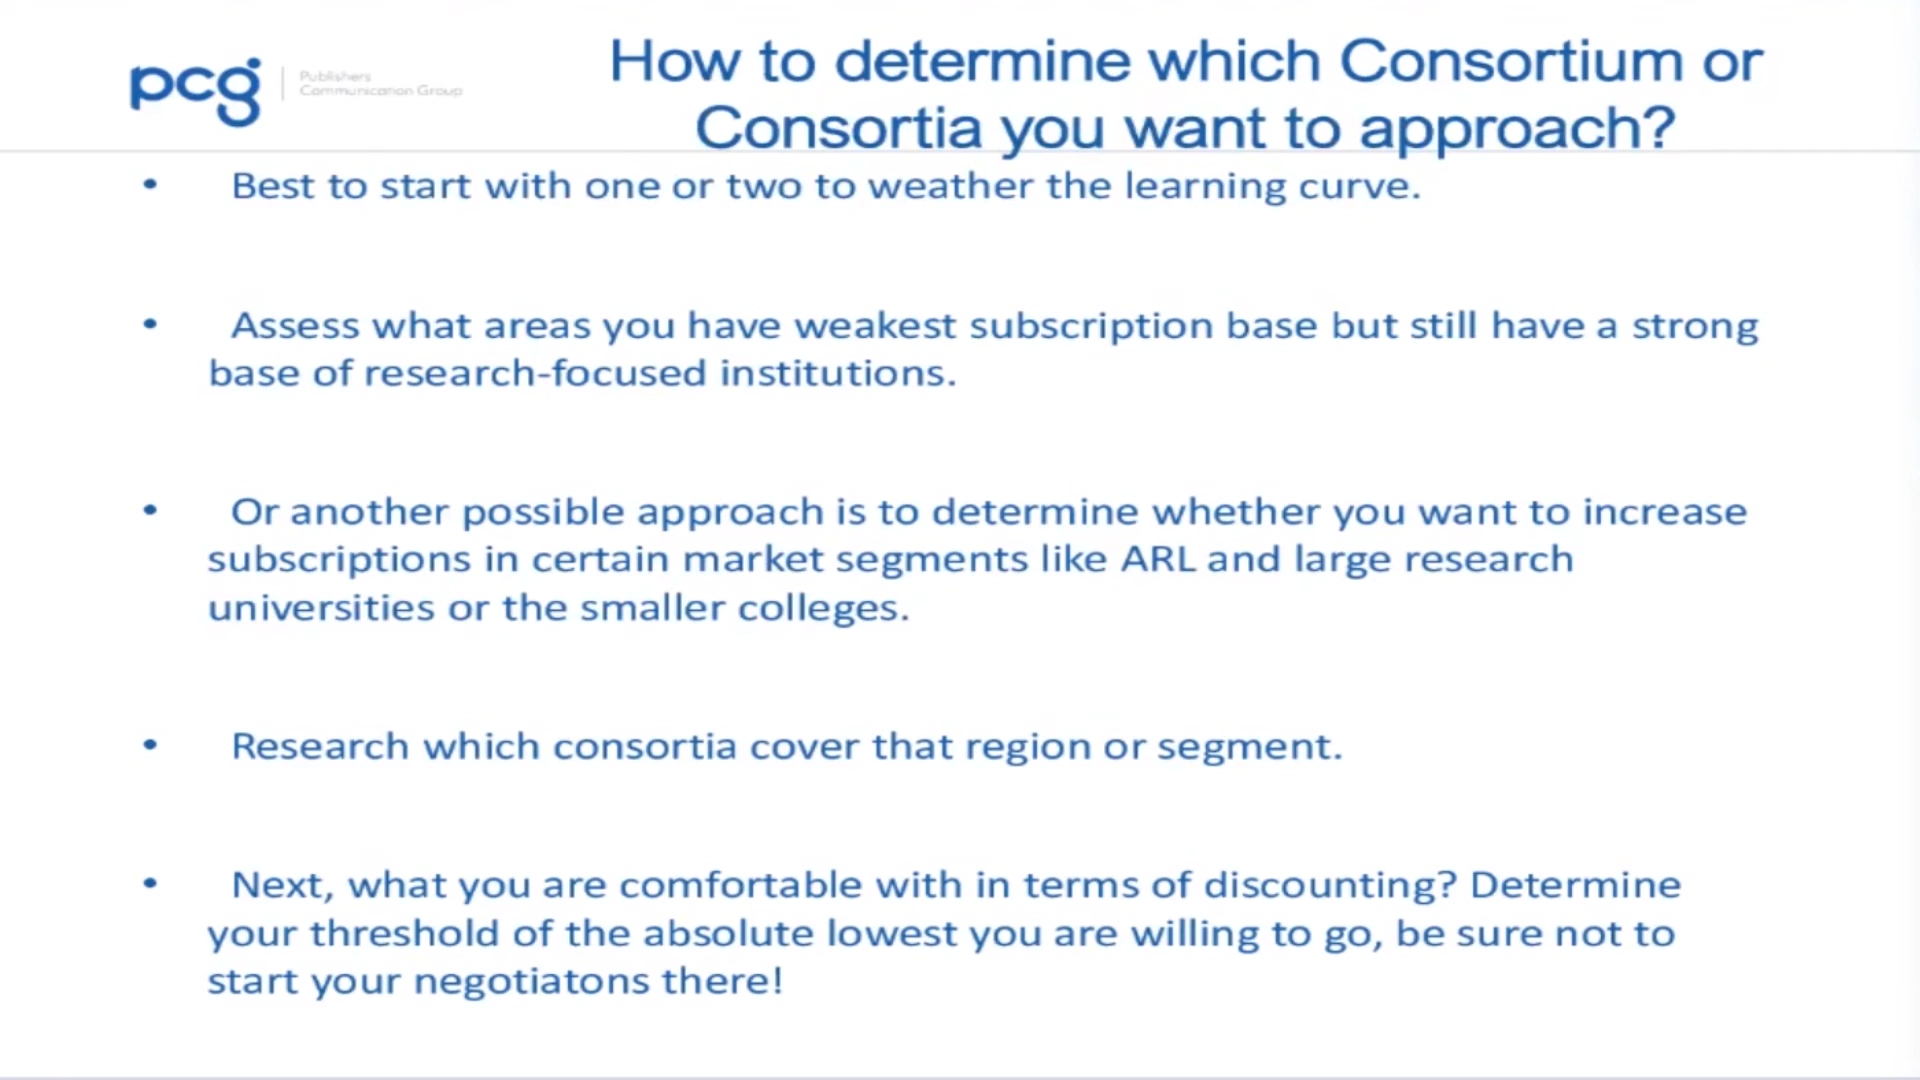 pcg
Publishers
Communication Group
How to determine which Consortium or
Consortia you want to approach?
• Best to start with one or two to weather the learning curve.
• Assess what areas you have weakest subscription base but still have a strong
base of research-focused institutions.
• Or another possible approach is to determine whether you want to increase
subscriptions in certain market segments like ARL and large research
universities or the smaller colleges.
• Research which consortia cover that region or segment.
• Next, what you are comfortable with in terms of discounting? Determine
your threshold of the absolute lowest you are willing to go, be sure not to
start your negotiatons there!